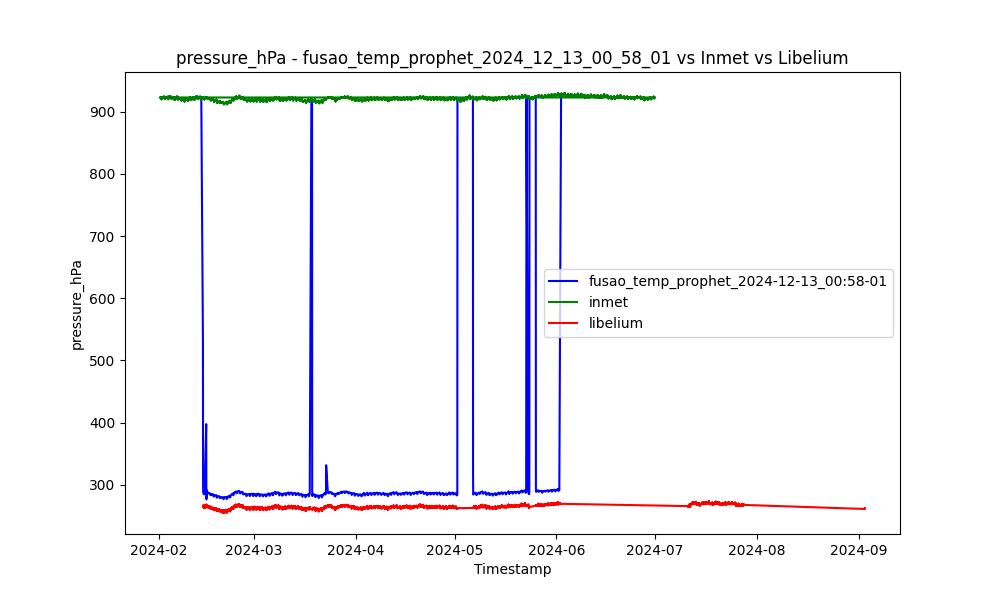 pressure_hPa - fusao_temp_prophet_2024_12_13_00_58_01 vs Inmet vs Libelium
pressure_hPa
900
800
700
600
500
400
300
fusao_temp_prophet_2024-12-13_00:58-01
inmet
libelium
2024-02 2024-03 2024-04 2024-05 2024-06 2024-07 2024-08 2024-09
Timestamp